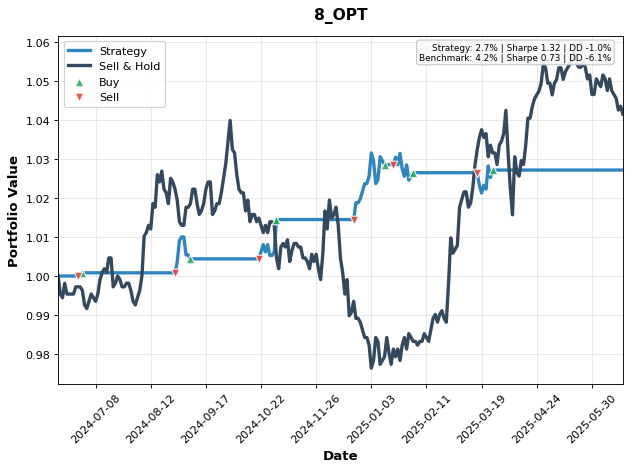 8_OPT
Strategy: 2.7% | Sharpe 1.32 | DD -1.0%
Benchmark: 4.2% | Sharpe 0.73 | DD -6.1%
Strategy
Sell & Hold
Buy
Sell
Portfolio Value
1.06
1.05
1.04
1.03
1.02
1.01
1.00
0.99
0.98
2024-07-08
2024-08-12
2024-09-17
2024-10-22
2024-11-26
2025-01-03
2025-02-11
2025-03-19
2025-04-24
2025-05-30
Date